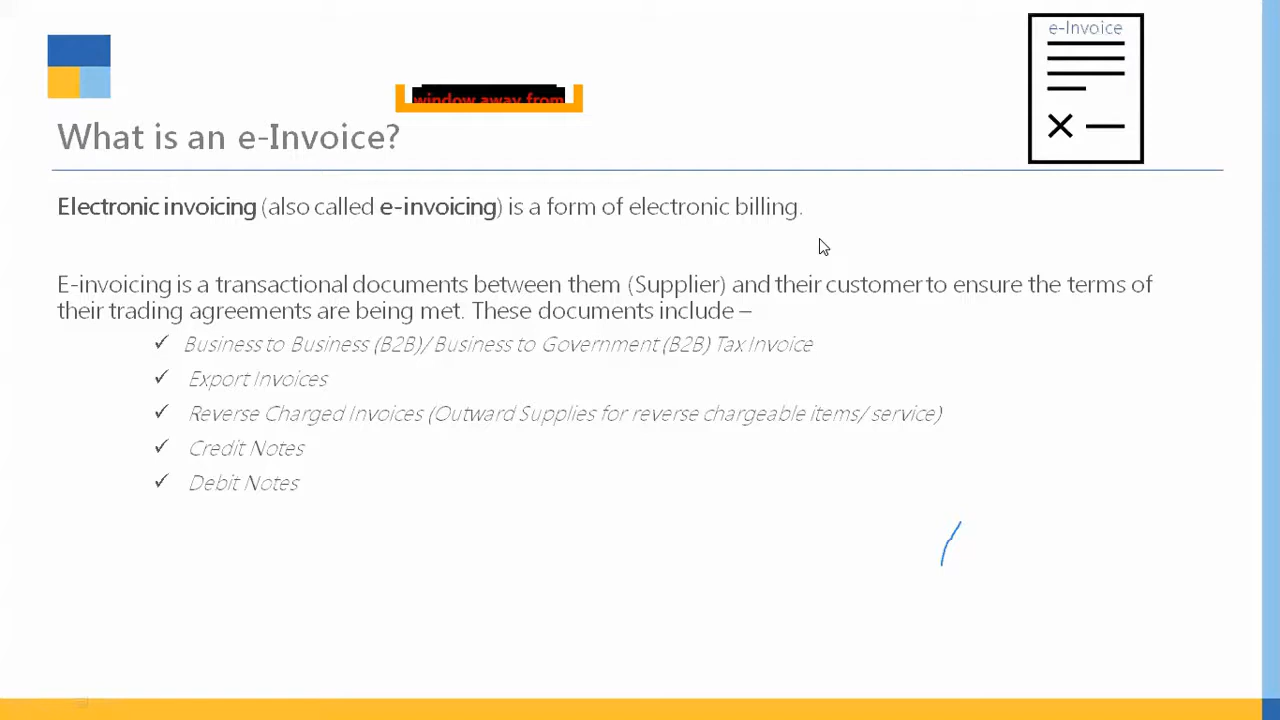 e-Invoice
window away from
What is an e-Invoice?
Electronic invoicing (also called e-invoicing) is a form of electronic billing.
E-invoicing is a transactional documents between them (Supplier) and their customer to ensure the terms of
their trading agreements are being met. These documents include –
✓ Business to Business (B2B)/ Business to Government (B2B) Tax Invoice
✓ Export Invoices
✓ Reverse Charged Invoices (Outward Supplies for reverse chargeable items/ service)
✓ Credit Notes
✓ Debit Notes